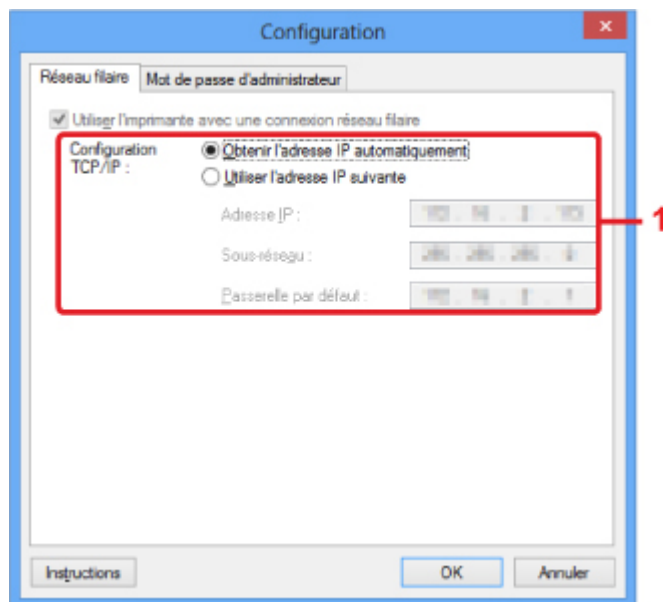 Configuration
Réseau filaire
Mot de passe d'administrateur
Utiliser l'imprimante avec une connexion réseau filaire
Configuration TCP/IP :
Obtenir l'adresse IP automatiquement
Utiliser l'adresse IP suivante
Adresse IP :
Sous-réseau :
Passerelle par défaut :
1
Instructions
OK
Annuler